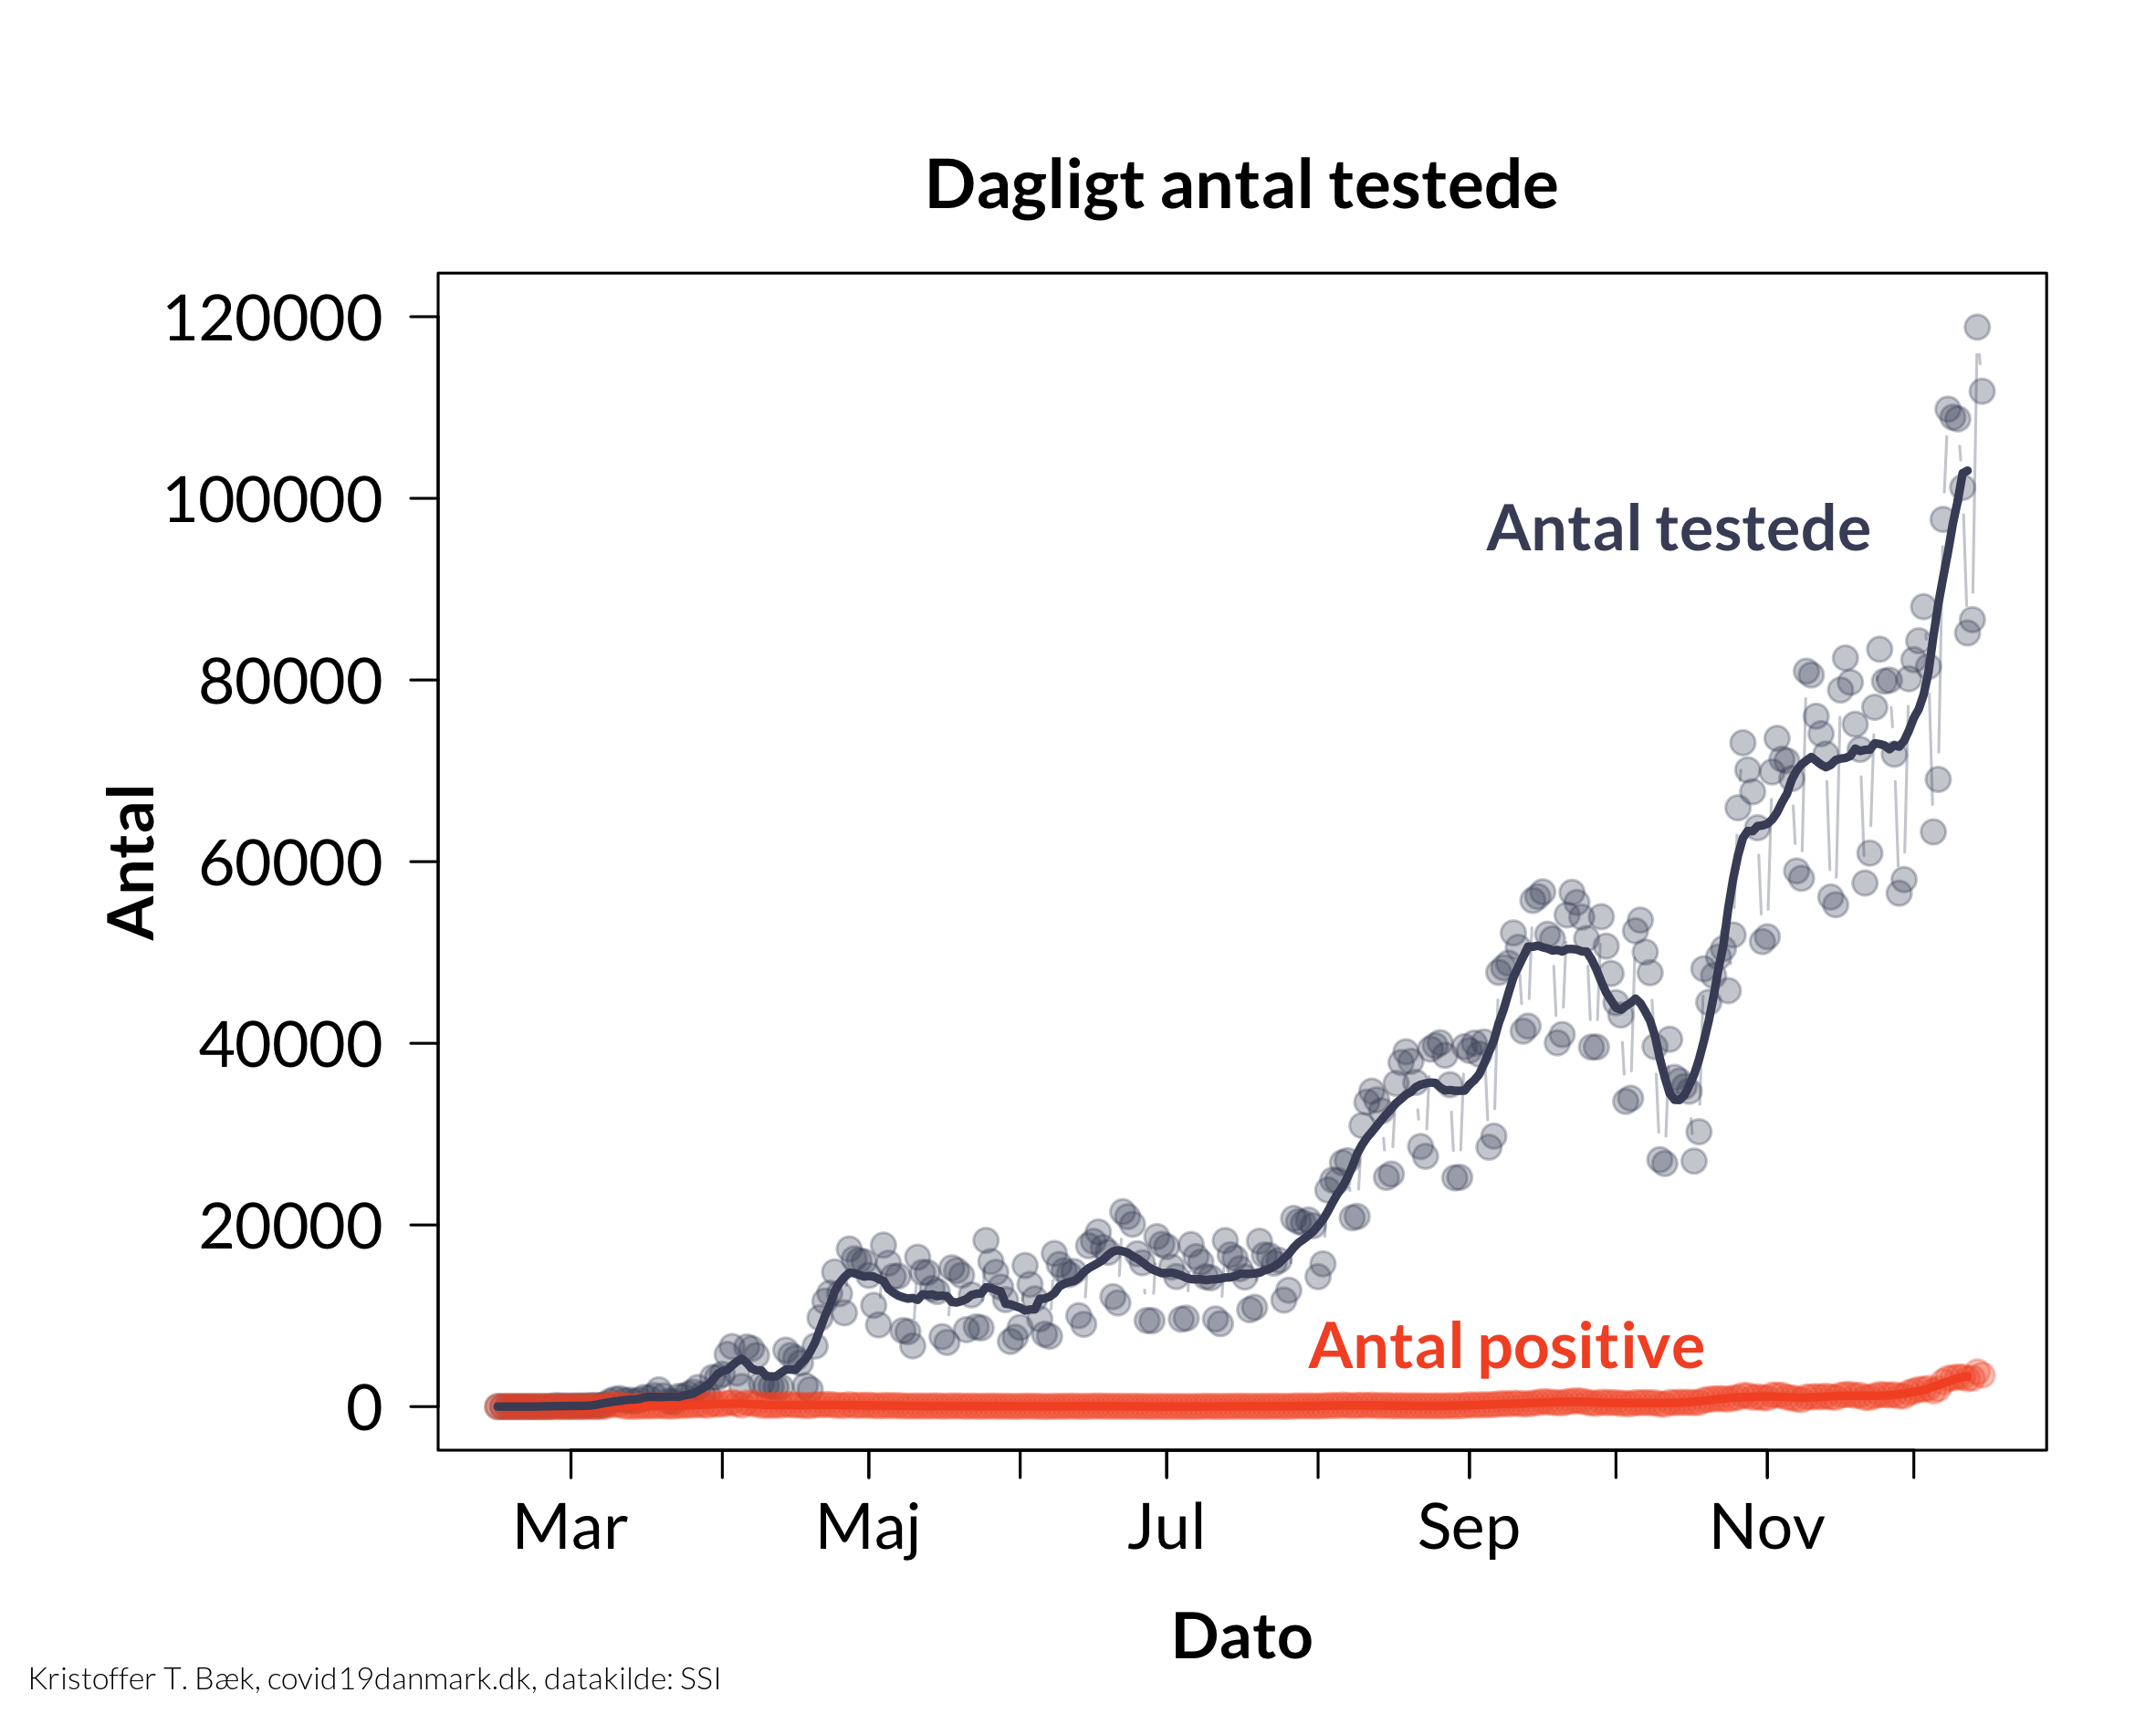 Dagligt antal testede
120000
100000
80000
60000
40000
20000
0
Antal
Antal testede
Antal positive
Mar Maj Jul Sep Nov
Dato
Kristoffer T. Bæk, covid19danmark.dk, datakilde: SSI